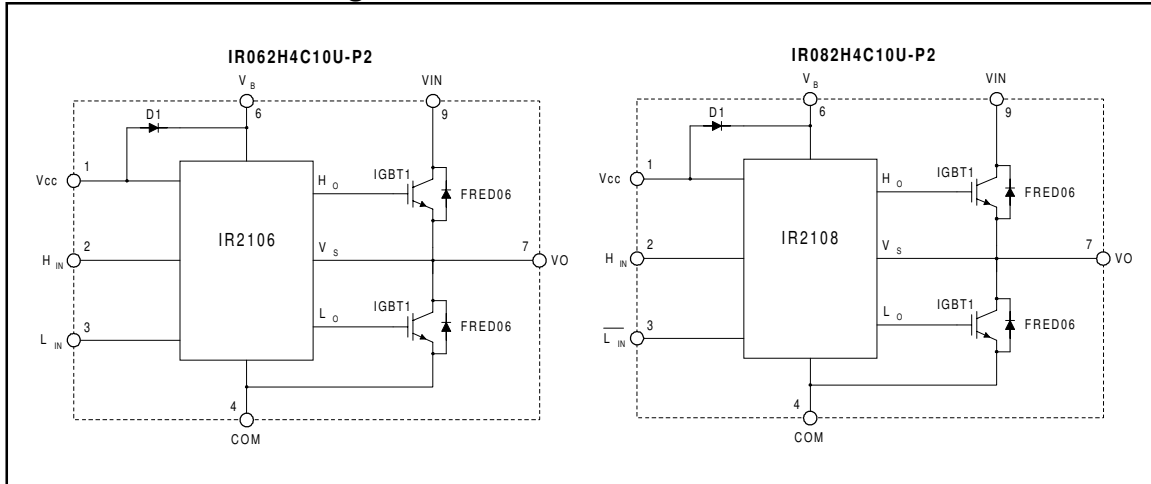 IR062H4C10U-P2
V B
VIN
D1
6
9
1
Vcc
IGBT1
H O
FRED06
IR2106
2
H IN
V S
7
VO
IGBT1
3
L O
FRED06
L IN
4
COM
IR082H4C10U-P2
V B
VIN
D1
6
9
1
Vcc
IGBT1
H O
FRED06
IR2108
2
H IN
V S
7
VO
IGBT1
3
L O
FRED06
L̅ I̅N̅
4
COM